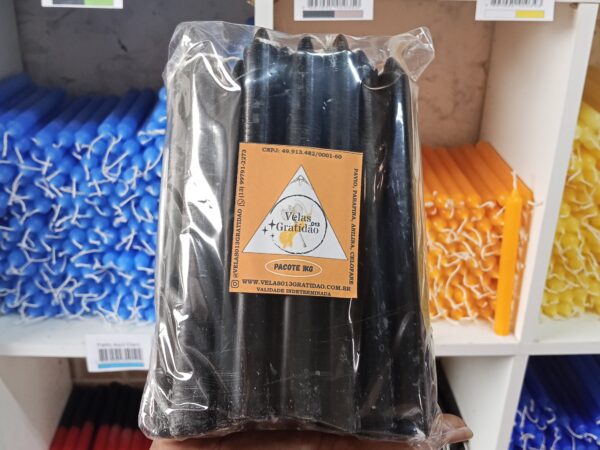 CNPJ: 49.913.482/0001-60
(13) 99791-2273
@VELAS013GRATIDAO
PAVIO, PARAFINA, ANILINA, CELOFANE
Velas
013
Gratidão
PACOTE 1KG
WWW.VELAS013GRATIDAO.COM.BR
VALIDADE INDETERMINADA